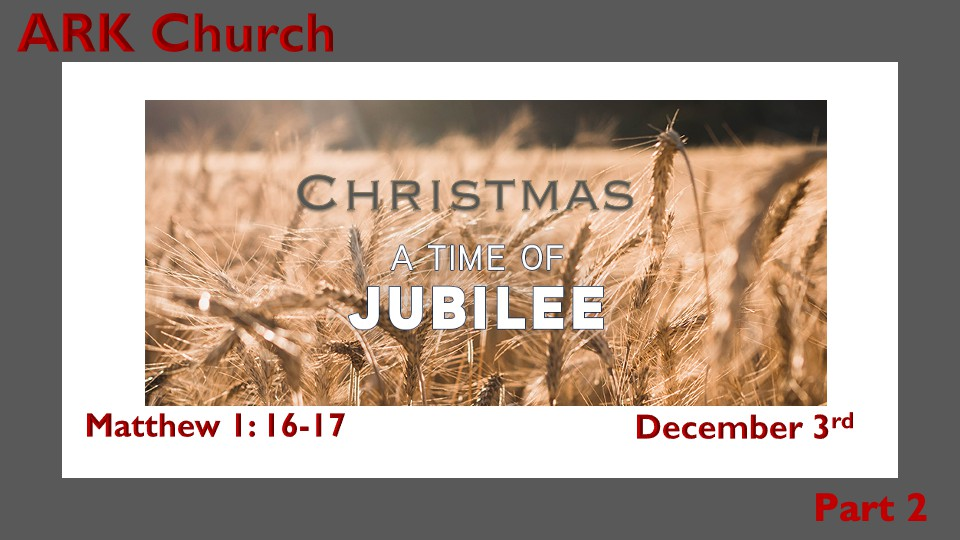 ARK Church
CHRISTMAS
A TIME OF
JUBILEE
Matthew 1: 16-17
December 3rd
Part 2